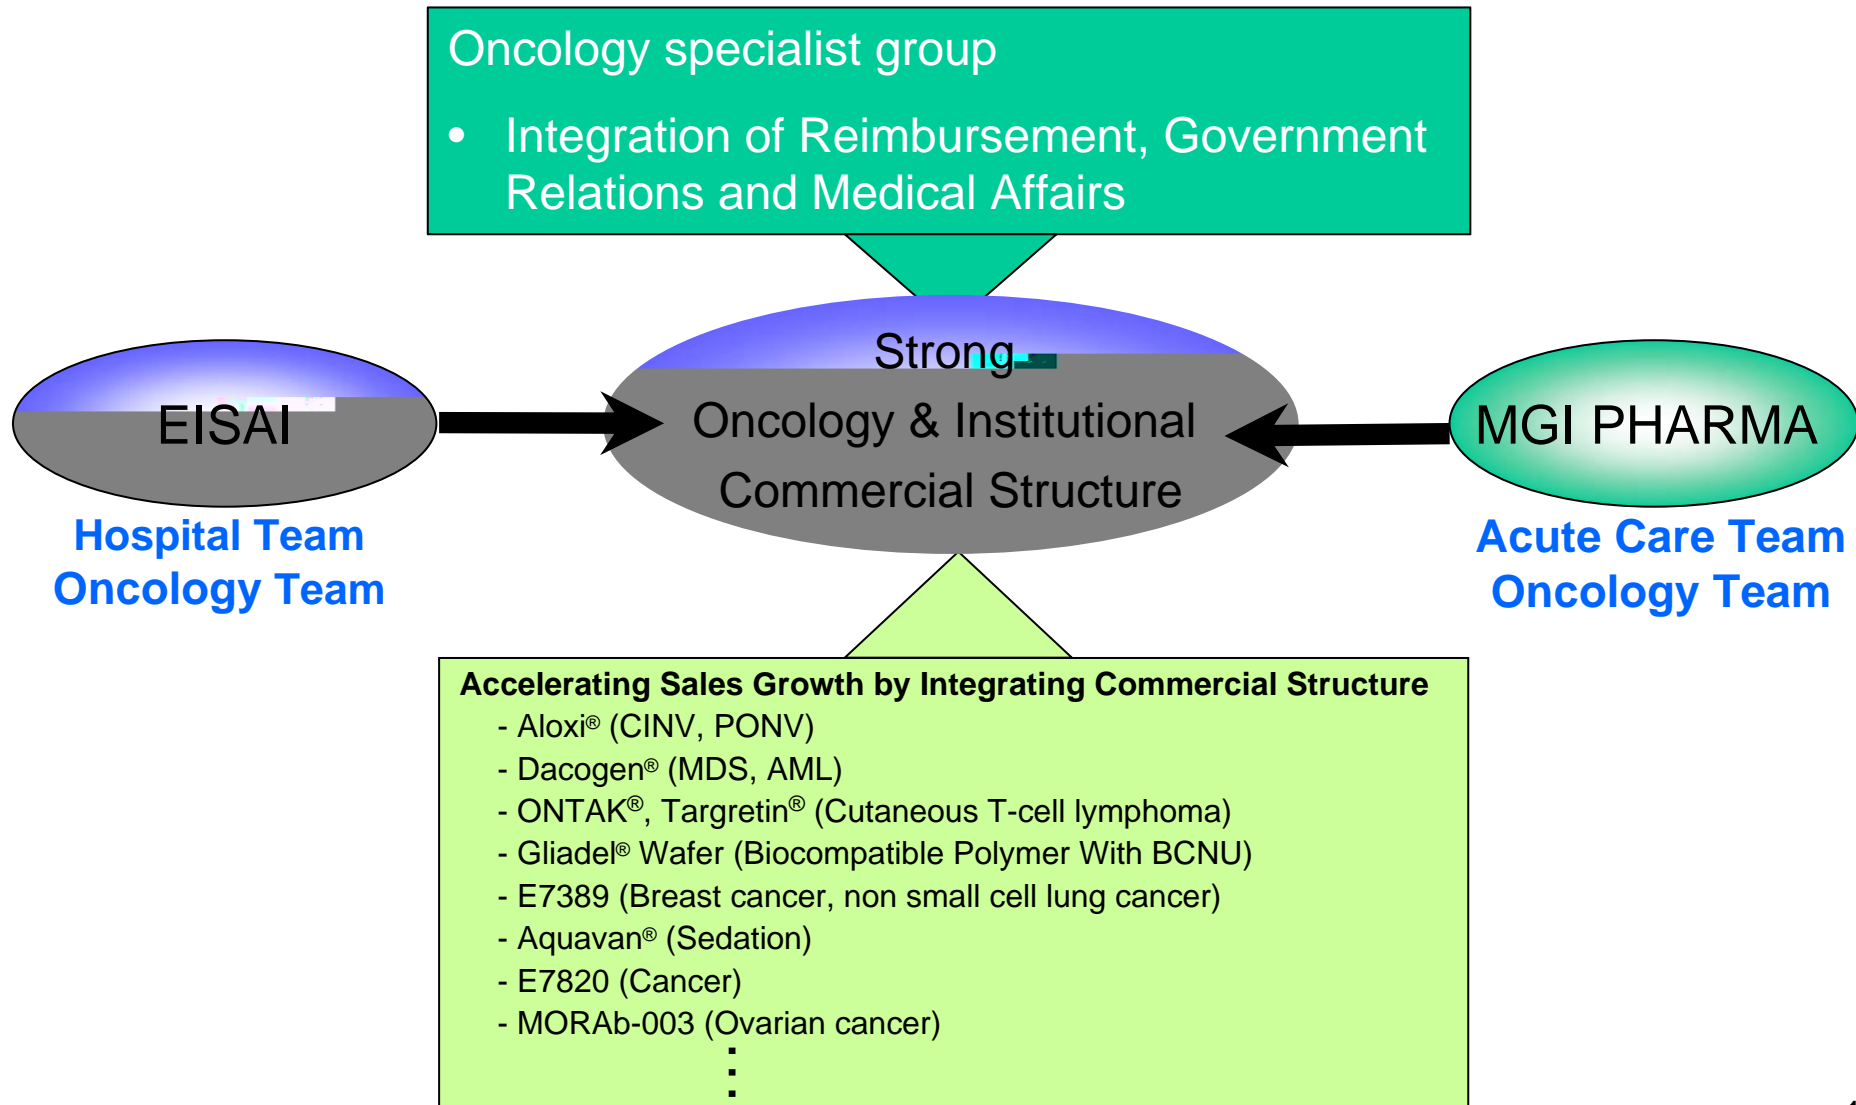 Oncology specialist group
• Integration of Reimbursement, Government
Relations and Medical Affairs
Strong
Oncology & Institutional
Commercial Structure
EISAI
Hospital Team
Oncology Team
MGI PHARMA
Acute Care Team
Oncology Team
Accelerating Sales Growth by Integrating Commercial Structure
- Aloxi® (CINV, PONV)
- Dacogen® (MDS, AML)
- ONTAK®, Targretin® (Cutaneous T-cell lymphoma)
- Gliadel® Wafer (Biocompatible Polymer With BCNU)
- E7389 (Breast cancer, non small cell lung cancer)
- Aquavan® (Sedation)
- E7820 (Cancer)
- MORAb-003 (Ovarian cancer)